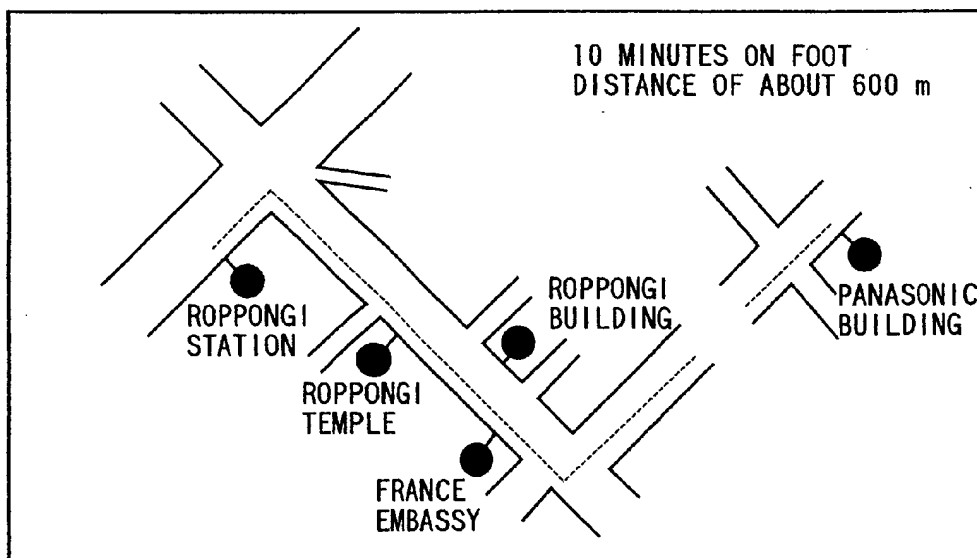 10 MINUTES ON FOOT
DISTANCE OF ABOUT 600 m
ROPPONGI
STATION
ROPPONGI
TEMPLE
FRANCE
EMBASSY
ROPPONGI
BUILDING
PANASONIC
BUILDING